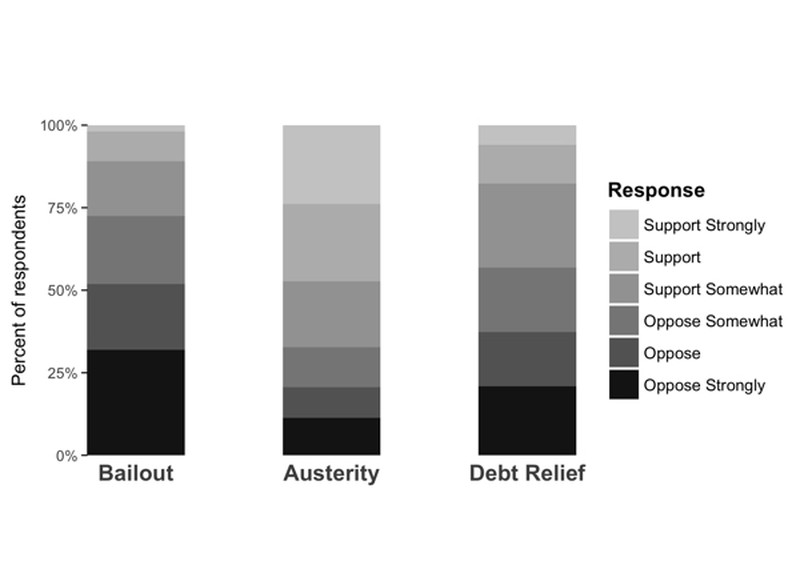 Percent of respondents
100%
75%
50%
25%
0%
Bailout
Austerity
Debt Relief
Response
Support Strongly
Support
Support Somewhat
Oppose Somewhat
Oppose
Oppose Strongly